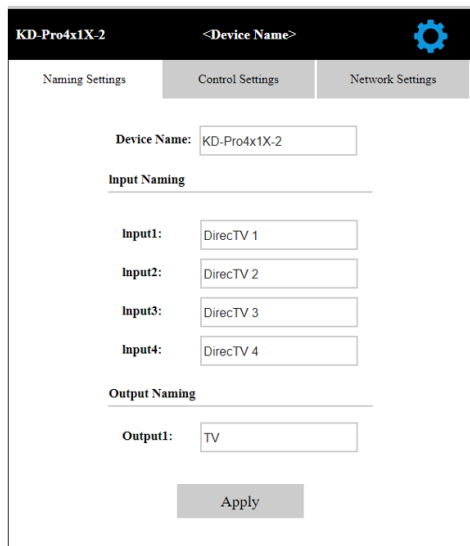 KD-Pro4x1X-2 <Device Name>
Naming Settings Control Settings Network Settings
Device Name: KD-Pro4x1X-2
Input Naming
Input1: DirecTV 1
Input2: DirecTV 2
Input3: DirecTV 3
Input4: DirecTV 4
Output Naming
Output1: TV
Apply